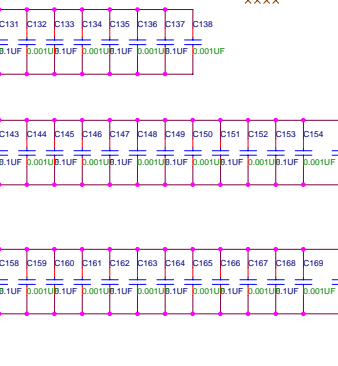 C131 C132 C133 C134 C135 C136 C137 C138
0.1UF 0.001UF 0.1UF 0.001UF 0.1UF 0.001UF 0.1UF 0.001UF
C143 C144 C145 C146 C147 C148 C149 C150 C151 C152 C153 C154
0.1UF 0.001UF 0.1UF 0.001UF 0.1UF 0.001UF 0.1UF 0.001UF 0.1UF 0.001UF 0.1UF 0.001UF
C158 C159 C160 C161 C162 C163 C164 C165 C166 C167 C168 C169
0.1UF 0.001UF 0.1UF 0.001UF 0.1UF 0.001UF 0.1UF 0.001UF 0.1UF 0.001UF 0.1UF 0.001UF